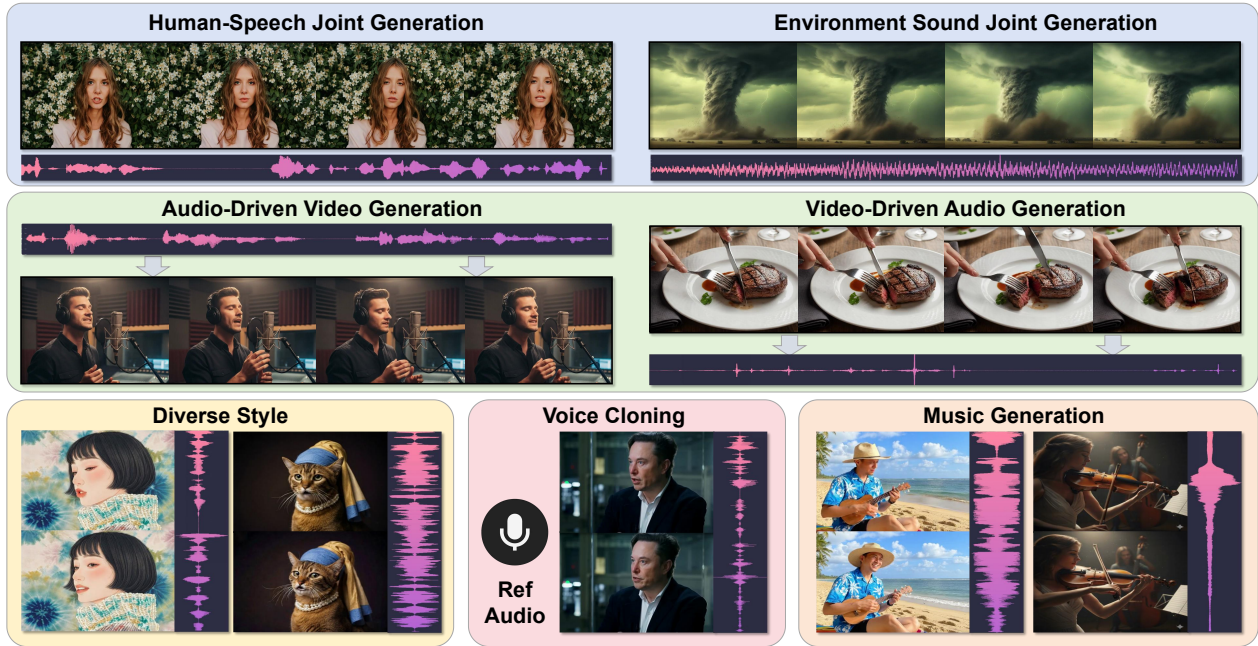 Human-Speech Joint Generation
Environment Sound Joint Generation
Audio-Driven Video Generation
Video-Driven Audio Generation
Diverse Style
Voice Cloning
Ref
Audio
Music Generation